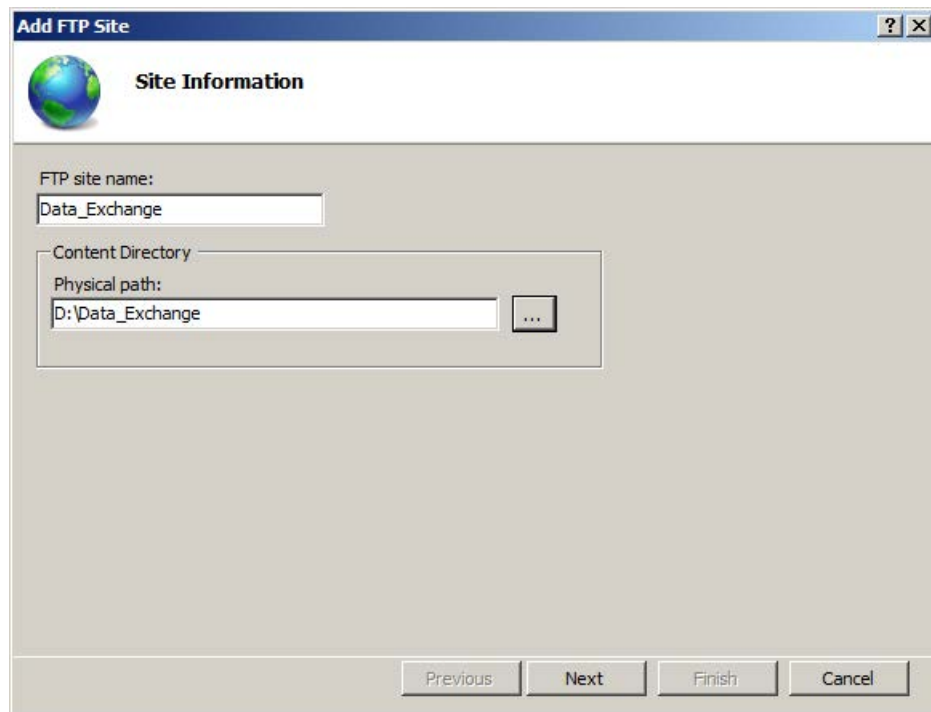 Add FTP Site
Site Information
FTP site name:
Data_Exchange
Content Directory
Physical path:
D:\Data_Exchange
...
Previous Next Finish Cancel